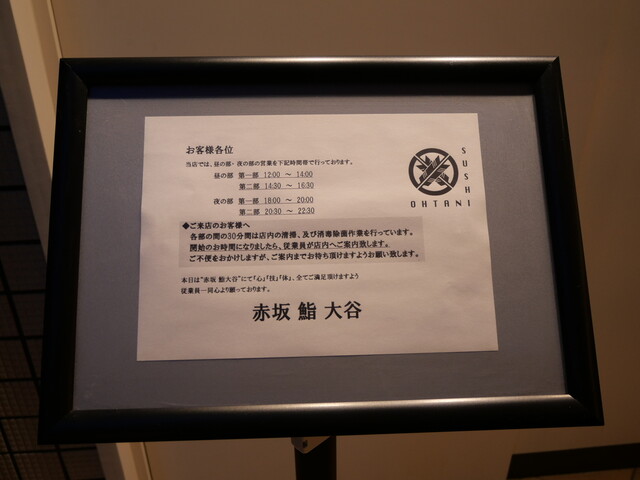 お客様各位
当店では、昼の部・夜の部の営業を下記時間帯で行っております。
昼の部 第一部 12:00 ～ 14:00
第二部 14:30 ～ 16:30
夜の部 第一部 18:00 ～ 20:00
第二部 20:30 ～ 22:30
◆ご来店のお客様へ
各部の間の30分間は店内の清掃、及び消毒除菌作業を行っています。
開始のお時間になりましたら、従業員が店内へご案内致します。
ご不便をおかけしますが、ご案内までお待ち頂けますようお願い致します。
本日は"赤坂 鮨大谷"にて「心」「技」「体」、全てご満足頂けますよう
従業員一同心より願っております。
赤坂 鮨 大谷
SUSHI
OHTANI